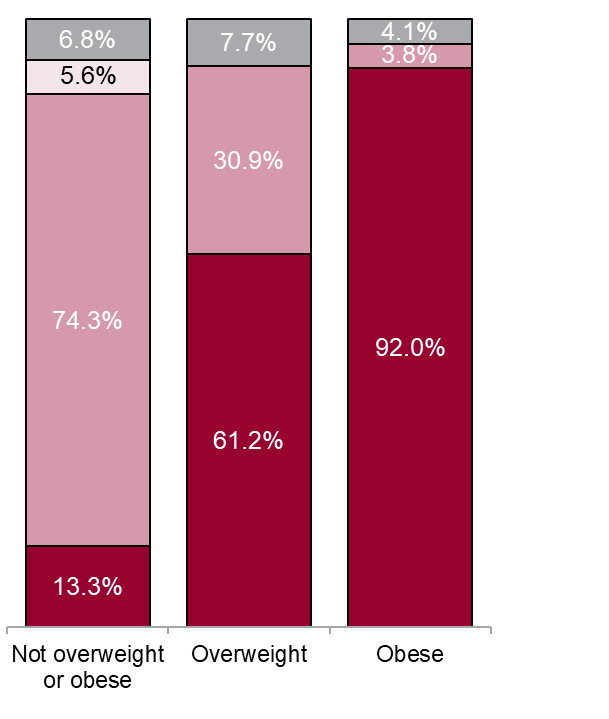 6.8%
7.7%
4.1%
5.6%
3.8%
30.9%
74.3%
92.0%
61.2%
13.3%
Not overweight
or obese
Overweight
Obese